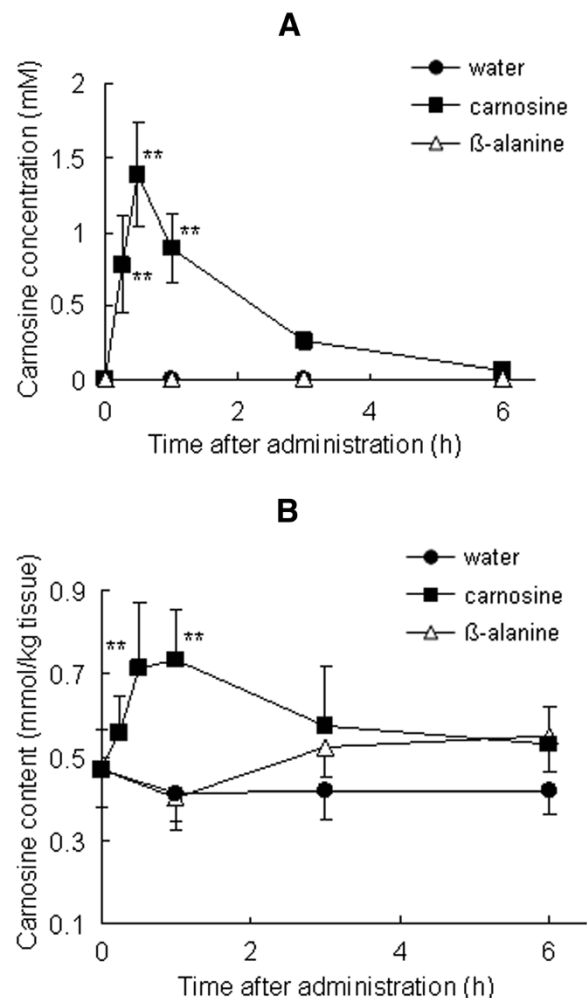 A
water
carnosine
ß-alanine
Carnosine concentration (mM)
2
1.5
1
0.5
0
**
**
**
0 2 4 6
Time after administration (h)
B
water
carnosine
ß-alanine
Carnosine content (mmol/kg tissue)
0.9
0.7
0.5
0.3
0.1
** **
0 2 4 6
Time after administration (h)